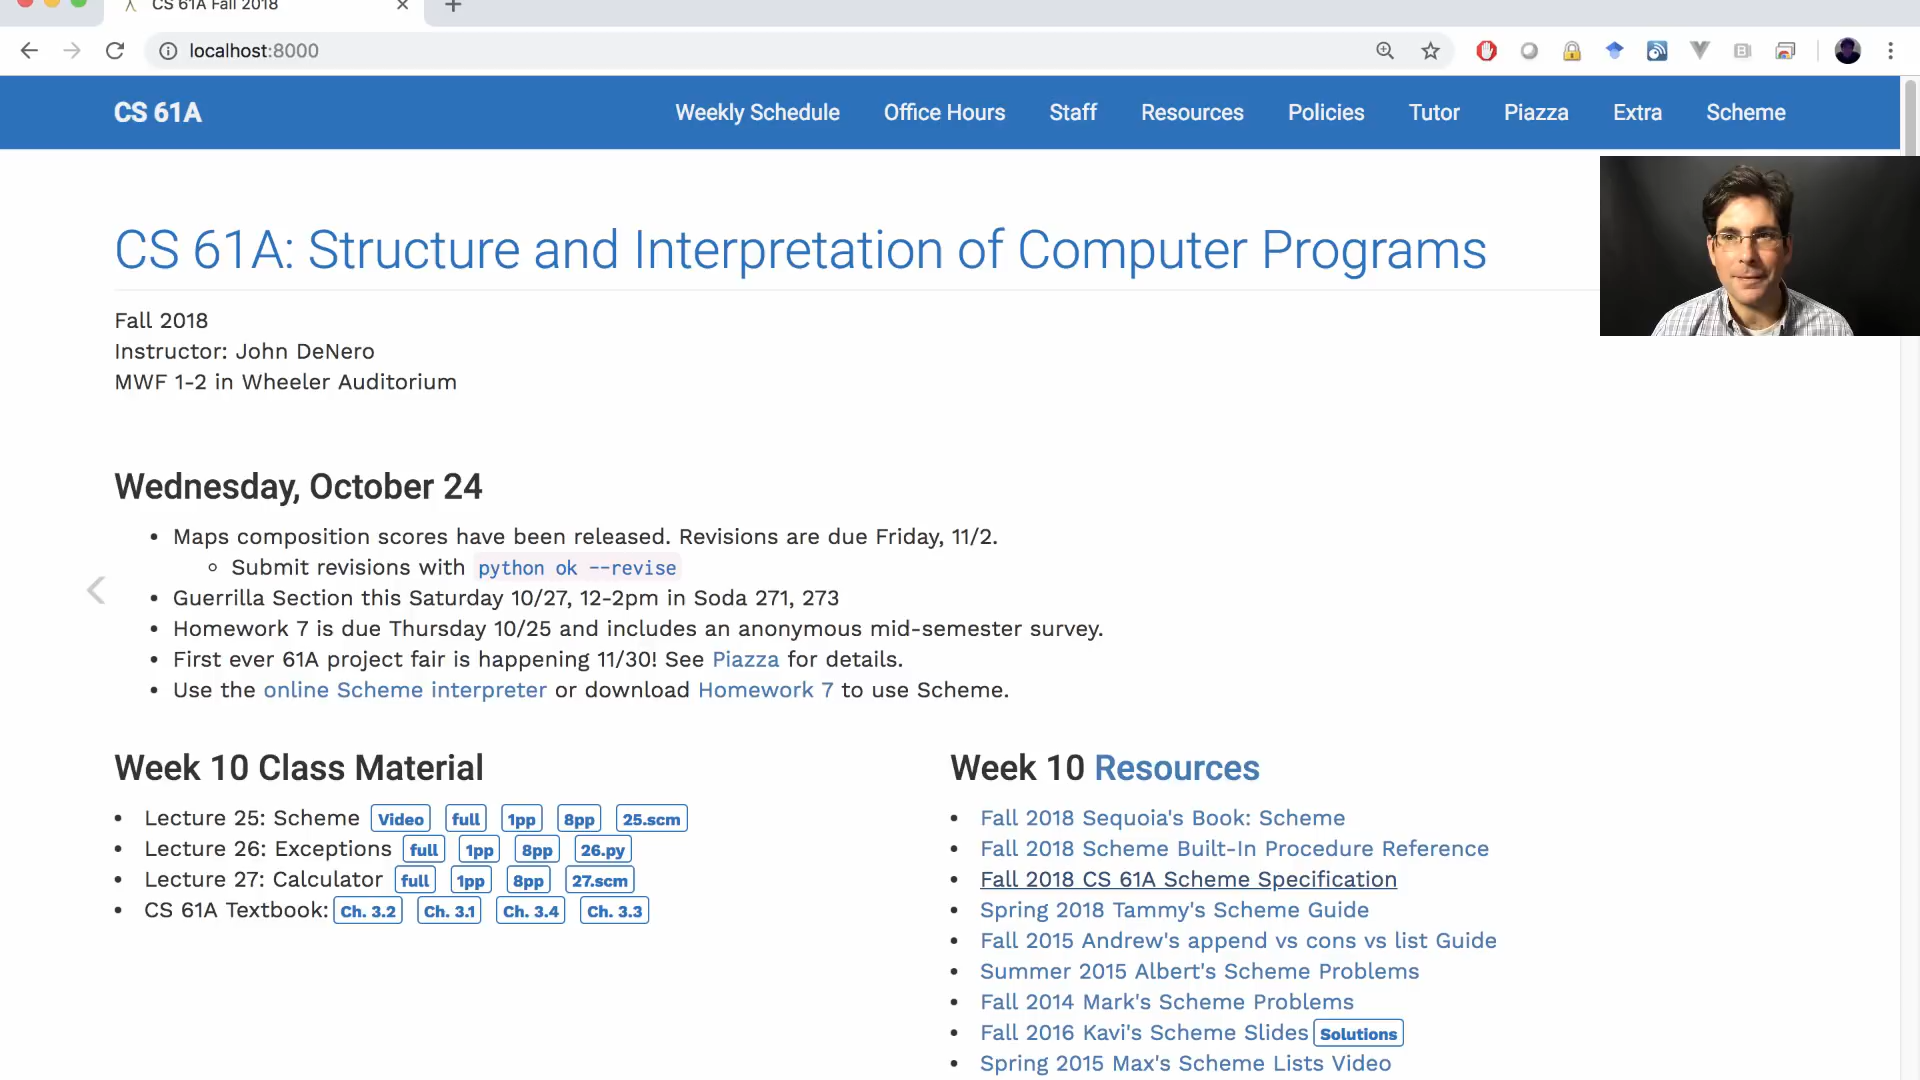 CS 61A Fall 2018
localhost:8000
CS 61A Weekly Schedule Office Hours Staff Resources Policies Tutor Piazza Extra Scheme
CS 61A: Structure and Interpretation of Computer Programs
Fall 2018
Instructor: John DeNero
MWF 1-2 in Wheeler Auditorium
Wednesday, October 24
Maps composition scores have been released. Revisions are due Friday, 11/2.
Submit revisions with python ok --revise
Guerrilla Section this Saturday 10/27, 12-2pm in Soda 271, 273
Homework 7 is due Thursday 10/25 and includes an anonymous mid-semester survey.
First ever 61A project fair is happening 11/30! See Piazza for details.
Use the online Scheme interpreter or download Homework 7 to use Scheme.
Week 10 Class Material
Lecture 25: Scheme Video full 1pp 8pp 25.scm
Lecture 26: Exceptions full 1pp 8pp 26.py
Lecture 27: Calculator full 1pp 8pp 27.scm
CS 61A Textbook: Ch. 3.2 Ch. 3.1 Ch. 3.4 Ch. 3.3
Week 10 Resources
Fall 2018 Sequoia's Book: Scheme
Fall 2018 Scheme Built-In Procedure Reference
Fall 2018 CS 61A Scheme Specification
Spring 2018 Tammy's Scheme Guide
Fall 2015 Andrew's append vs cons vs list Guide
Summer 2015 Albert's Scheme Problems
Fall 2014 Mark's Scheme Problems
Fall 2016 Kavi's Scheme Slides Solutions
Spring 2015 Max's Scheme Lists Video